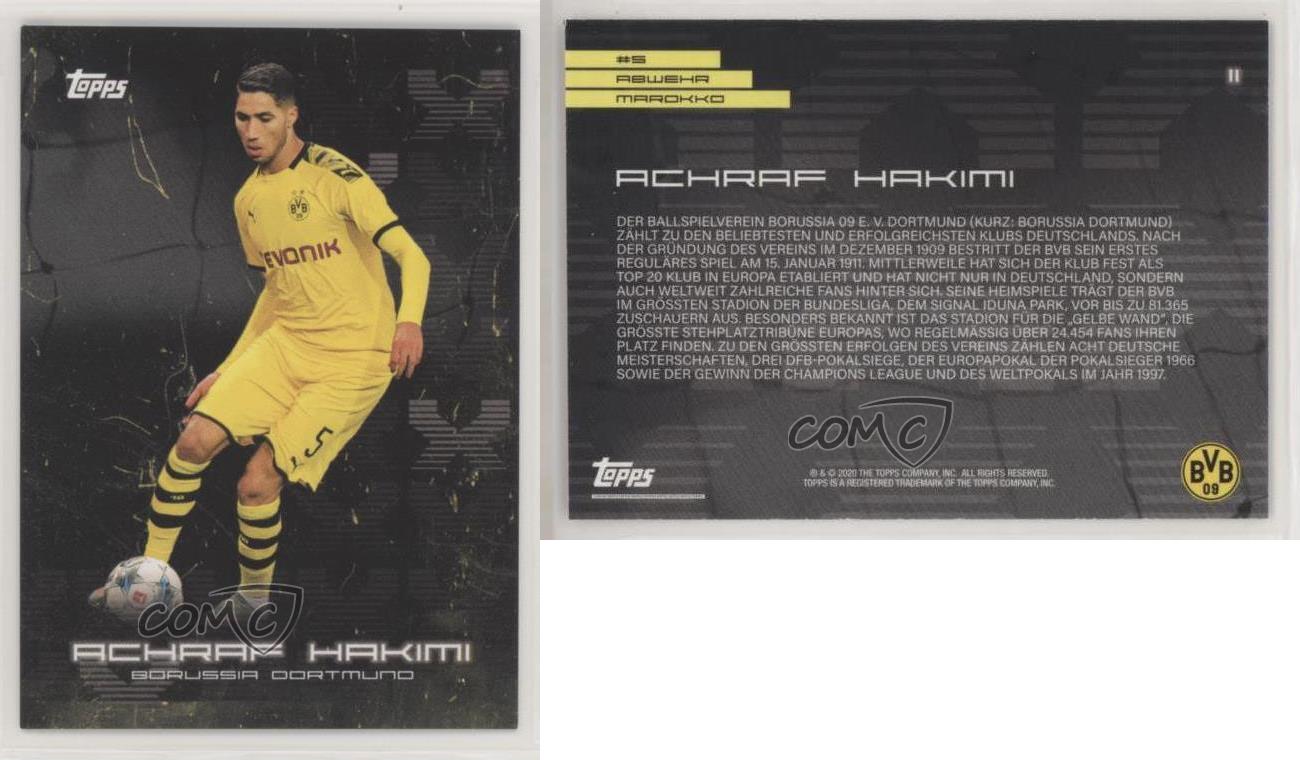 Topps
BVB
09
EVONIK
5
COMC
ACHRAF HAKIMI
BORUSSIA DORTMUND
#5
ABWEHR
MAROKKO
11
ACHRAF HAKIMI
DER BALLSPIELVEREIN BORUSSIA 09 E. V. DORTMUND (KURZ: BORUSSIA DORTMUND)
ZÄHLT ZU DEN BELIEBTESTEN UND ERFOLGREICHSTEN KLUBS DEUTSCHLANDS. NACH
DER GRÜNDUNG DES VEREINS IM DEZEMBER 1909 BESTRITT DER BVB SEIN ERSTES
REGULÄRES SPIEL AM 15. JANUAR 1911. MITTLERWEILE HAT SICH DER KLUB FEST ALS
TOP 20 KLUB IN EUROPA ETABLIERT UND HAT NICHT NUR IN DEUTSCHLAND, SONDERN
AUCH WELTWEIT ZAHLREICHE FANS HINTER SICH. SEINE HEIMSPIELE TRÄGT DER BVB
IM GRÖSSTEN STADION DER BUNDESLIGA, DEM SIGNAL IDUNA PARK, VOR BIS ZU 81.365
ZUSCHAUERN AUS. BESONDERS BEKANNT IST DAS STADION FÜR DIE „GELBE WAND“, DIE
GRÖSSTE STEHPLATZTRIBÜNE EUROPAS, WO REGELMÄSSIG ÜBER 24.454 FANS IHREN
PLATZ FINDEN. ZU DEN GRÖSSTEN ERFOLGEN DES VEREINS ZÄHLEN ACHT DEUTSCHE
MEISTERSCHAFTEN, DREI DFB-POKALSIEGE, DER EUROPAPOKAL DER POKALSIEGER 1966
SOWIE DER GEWINN DER CHAMPIONS LEAGUE UND DES WELTPOKALS IM JAHR 1997.
COMC
Topps
® & © 2020 THE TOPPS COMPANY, INC. ALL RIGHTS RESERVED.
TOPPS IS A REGISTERED TRADEMARK OF THE TOPPS COMPANY, INC.
BVB
09